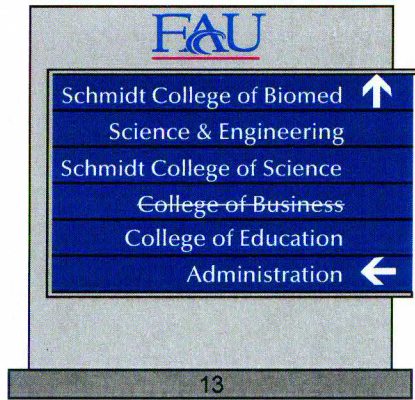 FAU
Schmidt College of Biomed
Science & Engineering
Schmidt College of Science
College of Business
College of Education
Administration
13